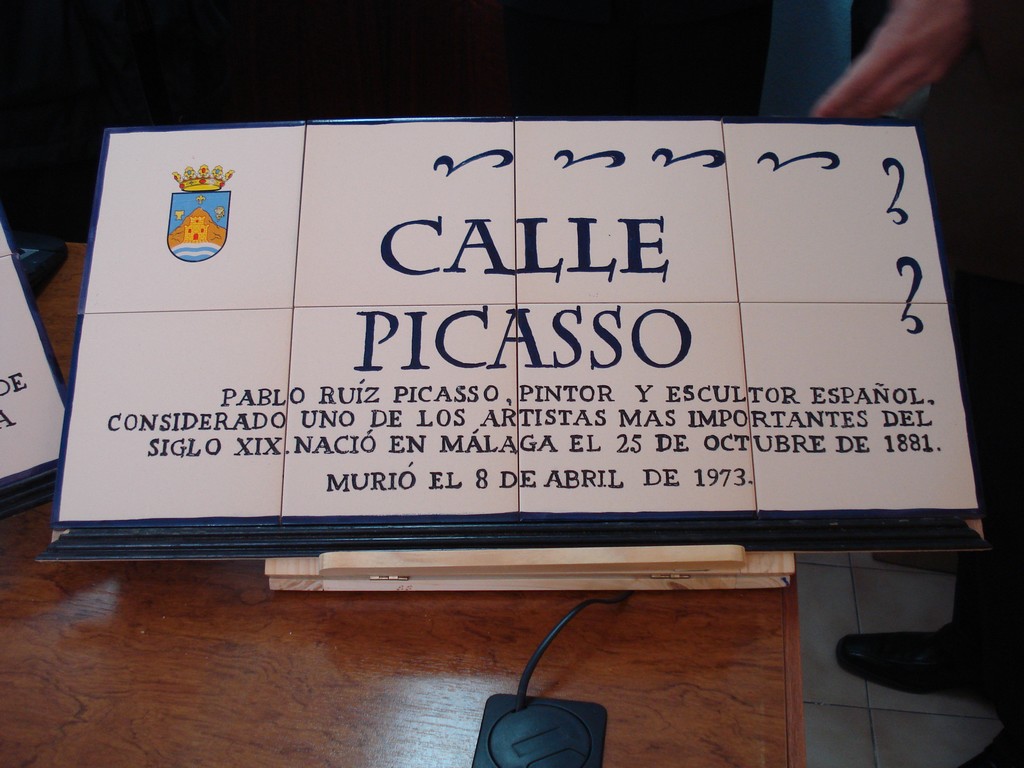 CALLE
PICASSO
PABLO RUÍZ PICASSO, PINTOR Y ESCULTOR ESPAÑOL.
CONSIDERADO UNO DE LOS ARTISTAS MAS IMPORTANTES DEL
SIGLO XIX. NACIÓ EN MÁLAGA EL 25 DE OCTUBRE DE 1881.
MURIÓ EL 8 DE ABRIL DE 1973.
DE